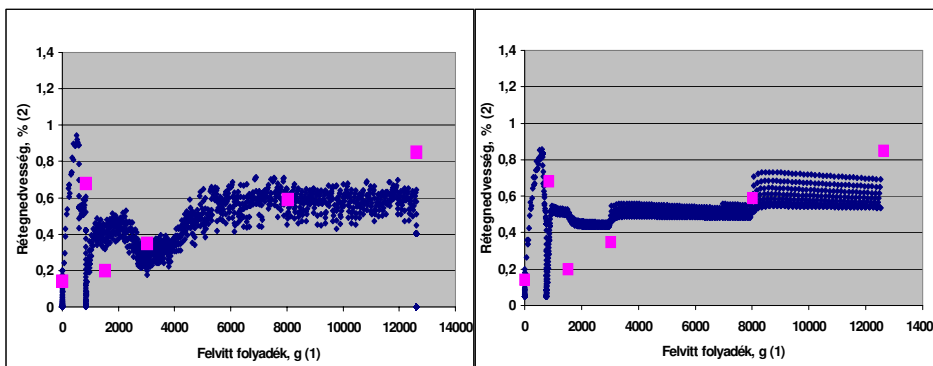 1,4
1,2
1
0,8
0,6
0,4
0,2
0
Rétegnedvesség, % (2)
0 2000 4000 6000 8000 10000 12000 14000
Felvitt folyadék, g (1)
1,4
1,2
1
0,8
0,6
0,4
0,2
0
Rétegnedvesség, % (2)
0 2000 4000 6000 8000 10000 12000 1400
Felvitt folyadék, g (1)